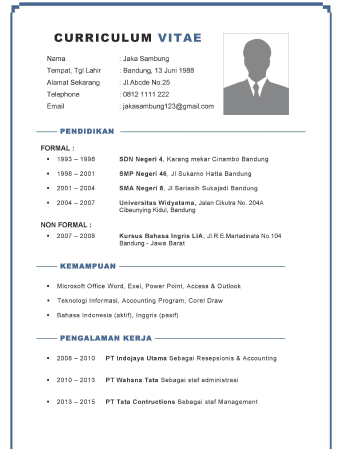 CURRICULUM VITAE
Nama : Jaka Sambung
Tempat, Tgl Lahir : Bandung, 13 Juni 1988
Alamat Sekarang : Jl.Abcde No.25
Telephone : 0812 1111 222
Email : jakasambung123@gmail.com
PENDIDIKAN
FORMAL :
▪ 1993 – 1998 SDN Negeri 4, Karang mekar Cinambo Bandung
▪ 1998 – 2001 SMP Negeri 46, Jl Sukarno Hatta Bandung
▪ 2001 – 2004 SMA Negeri 8, Jl Sariasih Sukajadi Bandung
▪ 2004 – 2007 Universitas Widyatama, Jalan Cikutra No. 204A
Cibeunying Kidul, Bandung
NON FORMAL :
▪ 2007 – 2008 Kursus Bahasa Ingris LIA, Jl.R.E.Martadinata No.104
Bandung - Jawa Barat
KEMAMPUAN
▪ Microsoft Office Word, Exel, Power Point, Access & Outlook
▪ Teknologi Informasi, Accounting Program, Corel Draw
▪ Bahasa Indonesia (aktif), Inggris (pasif)
PENGALAMAN KERJA
▪ 2008 – 2010 PT Indojaya Utama Sebagai Resepsionis & Accounting
▪ 2010 – 2013 PT Wahana Tata Sebagai staf administrasi
▪ 2013 – 2015 PT Tata Contructions Sebagai staf Management